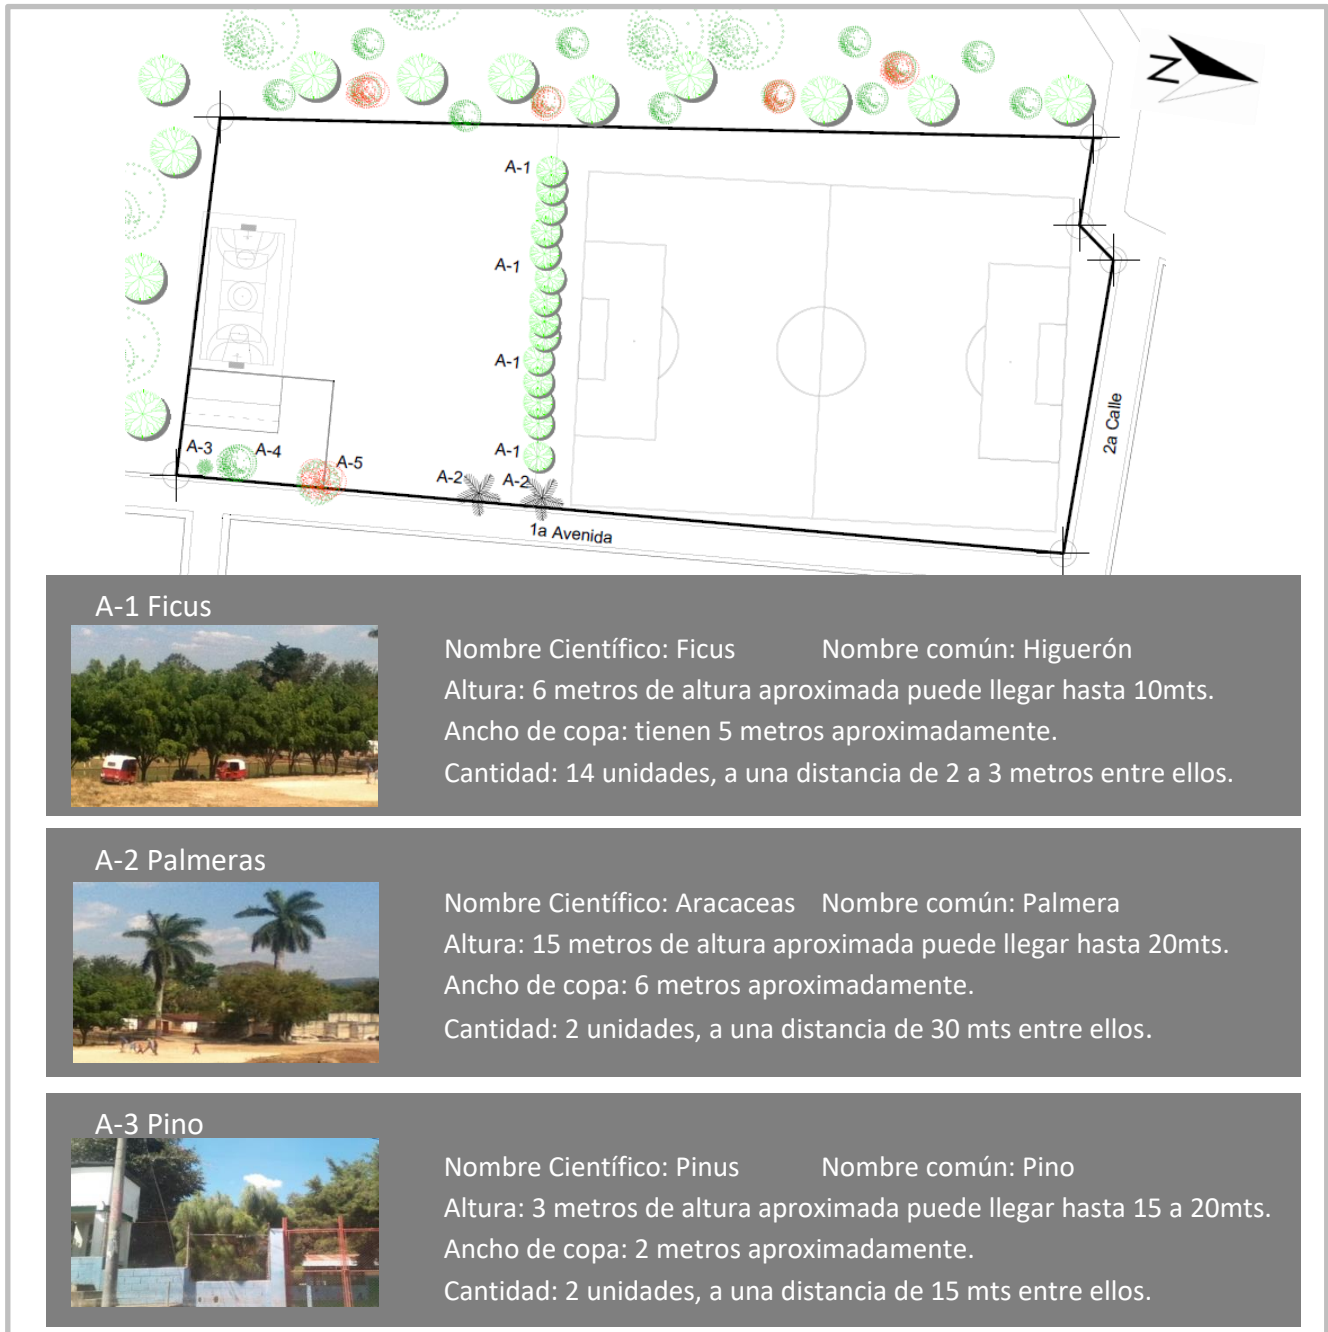 N
A-1
A-1
A-1
A-1
A-3
A-4
A-5
A-2
A-2
1a Avenida
2a Calle
A-1 Ficus
Nombre Científico: Ficus Nombre común: Higuerón
Altura: 6 metros de altura aproximada puede llegar hasta 10mts.
Ancho de copa: tienen 5 metros aproximadamente.
Cantidad: 14 unidades, a una distancia de 2 a 3 metros entre ellos.
A-2 Palmeras
Nombre Científico: Aracaceas Nombre común: Palmera
Altura: 15 metros de altura aproximada puede llegar hasta 20mts.
Ancho de copa: 6 metros aproximadamente.
Cantidad: 2 unidades, a una distancia de 30 mts entre ellos.
A-3 Pino
Nombre Científico: Pinus Nombre común: Pino
Altura: 3 metros de altura aproximada puede llegar hasta 15 a 20mts.
Ancho de copa: 2 metros aproximadamente.
Cantidad: 2 unidades, a una distancia de 15 mts entre ellos.